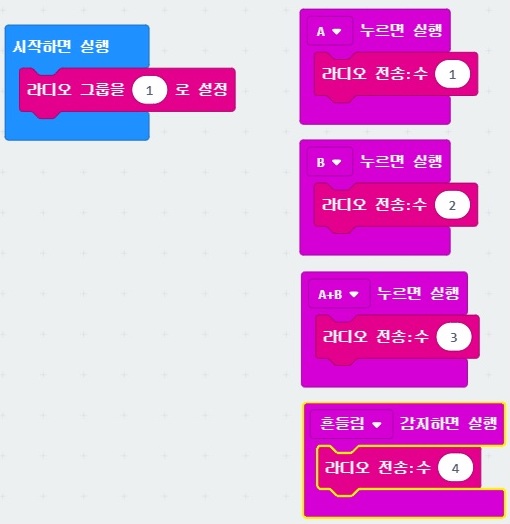 시작하면 실행
라디오 그룹을 1 로 설정
A 누르면 실행
라디오 전송:수 1
B 누르면 실행
라디오 전송:수 2
A+B 누르면 실행
라디오 전송:수 3
흔들림 감지하면 실행
라디오 전송:수 4